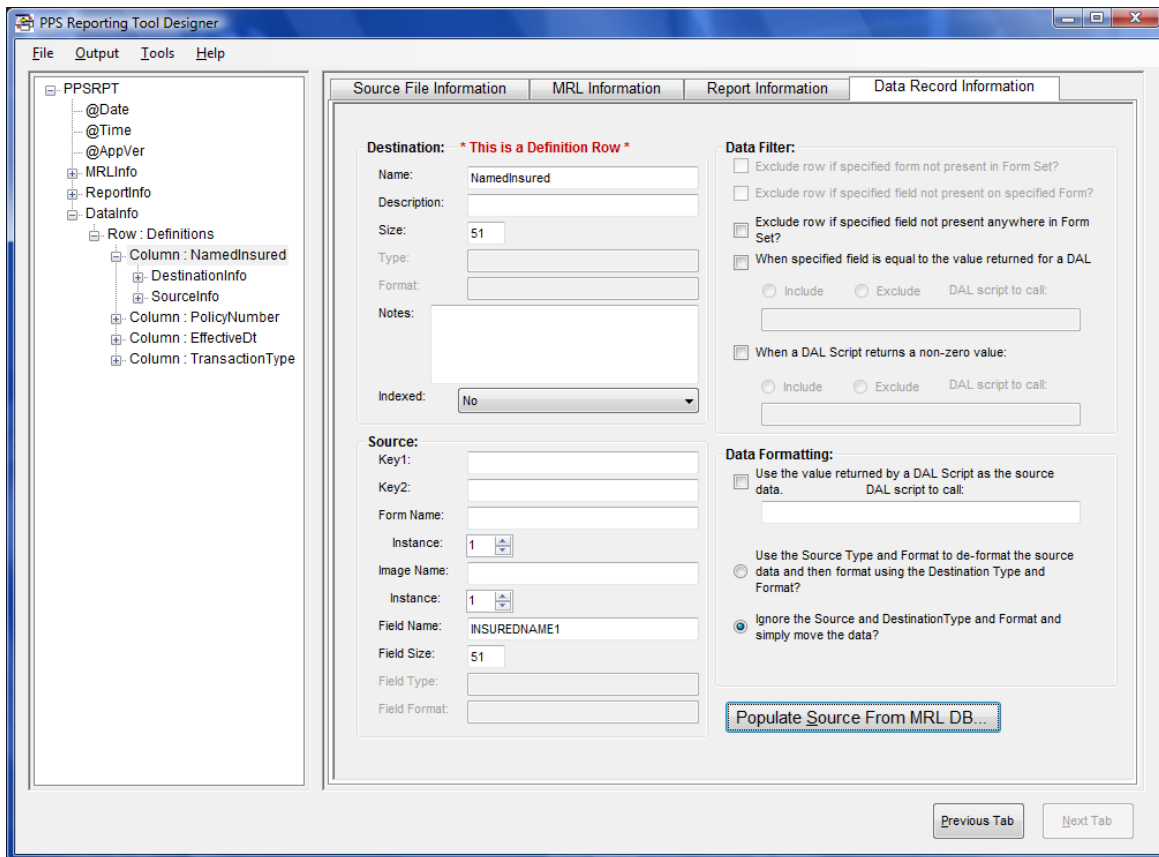 PPS Reporting Tool Designer
File Output Tools Help
PPSRPT
@Date
@Time
@AppVer
MRLInfo
ReportInfo
DataInfo
Row : Definitions
Column : NamedInsured
DestinationInfo
SourceInfo
Column : PolicyNumber
Column : EffectiveDt
Column : TransactionType
Source File Information MRL Information Report Information Data Record Information
Destination: * This is a Definition Row *
Name: NamedInsured
Description:
Size: 51
Type:
Format:
Notes:
Indexed: No
Source:
Key1:
Key2:
Form Name:
Instance: 1
Image Name:
Instance: 1
Field Name: INSUREDNAME1
Field Size: 51
Field Type:
Field Format:
Data Filter:
Exclude row if specified form not present in Form Set?
Exclude row if specified field not present on specified Form?
Exclude row if specified field not present anywhere in Form
Set?
When specified field is equal to the value returned for a DAL
Include Exclude DAL script to call:
When a DAL Script returns a non-zero value:
Include Exclude DAL script to call:
Data Formatting:
Use the value returned by a DAL Script as the source
data. DAL script to call:
Use the Source Type and Format to de-format the source
data and then format using the Destination Type and
Format?
Ignore the Source and DestinationType and Format and
simply move the data?
Populate Source From MRL DB...
Previous Tab Next Tab